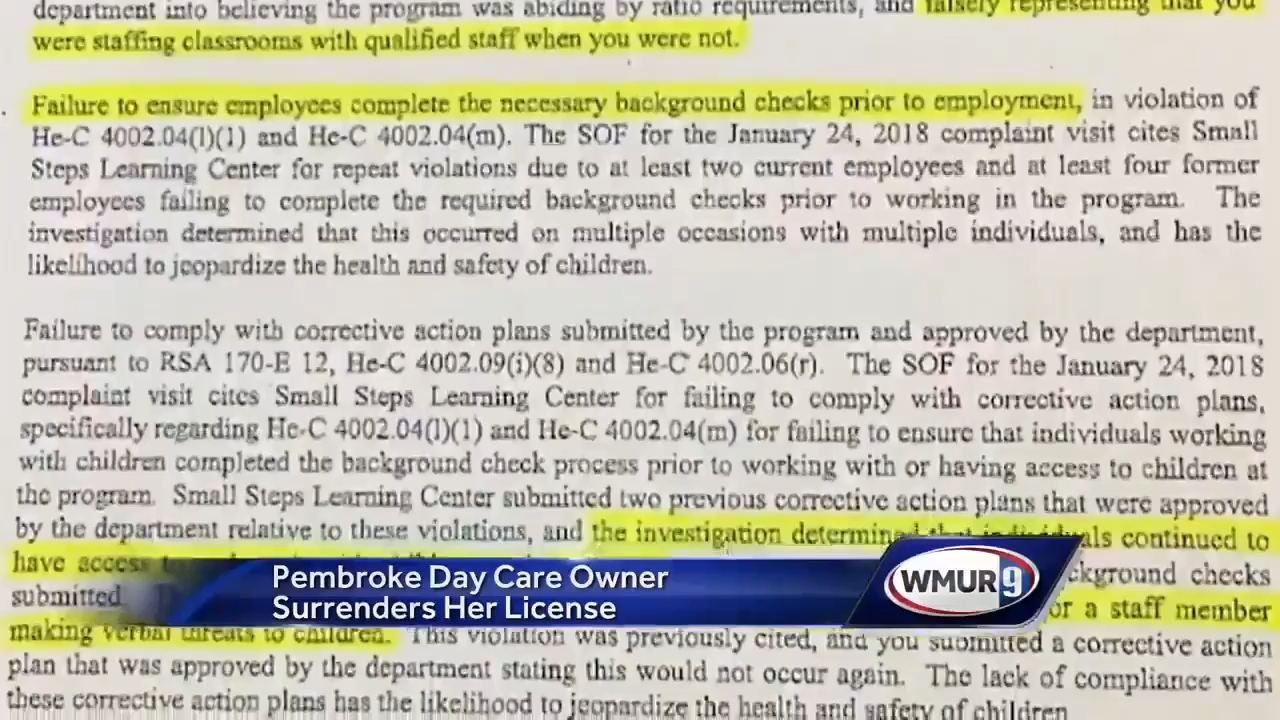 department into believing the program was abiding by ratio requirements, and falsely representing that you
were staffing classrooms with qualified staff when you were not.
Failure to ensure employees complete the necessary background checks prior to employment, in violation of
He-C 4002.04(l)(1) and He-C 4002.04(m). The SOF for the January 24, 2018 complaint visit cites Small
Steps Learning Center for repeat violations due to at least two current employees and at least four former
employees failing to complete the required background checks prior to working in the program. The
investigation determined that this occurred on multiple occasions with multiple individuals, and has the
likelihood to jeopardize the health and safety of children.
Failure to comply with corrective action plans submitted by the program and approved by the department,
pursuant to RSA 170-E 12, He-C 4002.09(i)(8) and He-C 4002.06(r). The SOF for the January 24, 2018
complaint visit cites Small Steps Learning Center for failing to comply with corrective action plans,
specifically regarding He-C 4002.04(l)(1) and He-C 4002.04(m) for failing to ensure that individuals working
with children completed the background check process prior to working with or having access to children at
the program. Small Steps Learning Center submitted two previous corrective action plans that were approved
by the department relative to these violations, and the investigation determined that individuals continued to
have access
background checks
submitted
or a staff member
making verbal threats to children. This violation was previously cited, and you submitted a corrective action
plan that was approved by the department stating this would not occur again. The lack of compliance with
these corrective action plans has the likelihood to jeopardize the health and safety of children
Pembroke Day Care Owner
Surrenders Her License
WMUR 9